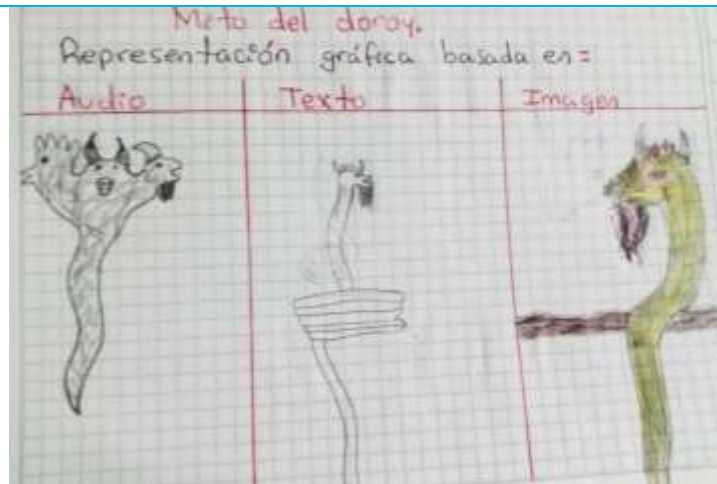 Mito del doroy.
Representación gráfica basada en=
Audio Texto Imagen